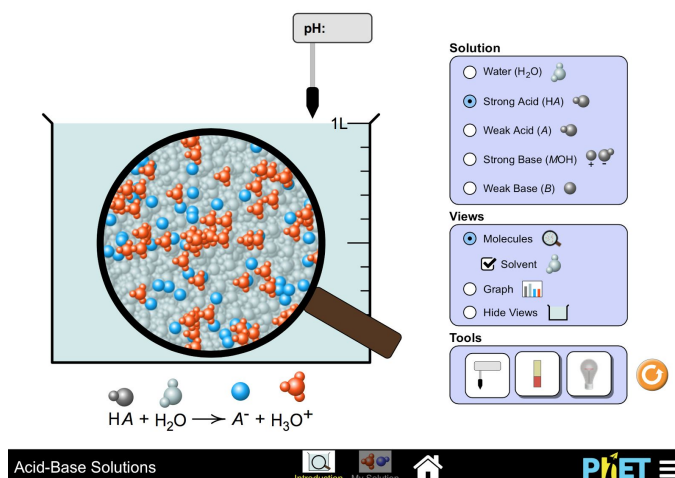 pH:
1L
HA + H₂O → A⁻ + H₃O⁺
Solution
Water (H₂O)
Strong Acid (HA)
Weak Acid (A)
Strong Base (MOH)
+ -
Weak Base (B)
Views
Molecules
Solvent
Graph
Hide Views
Tools
Acid-Base Solutions
Introduction
My Solution
PhET